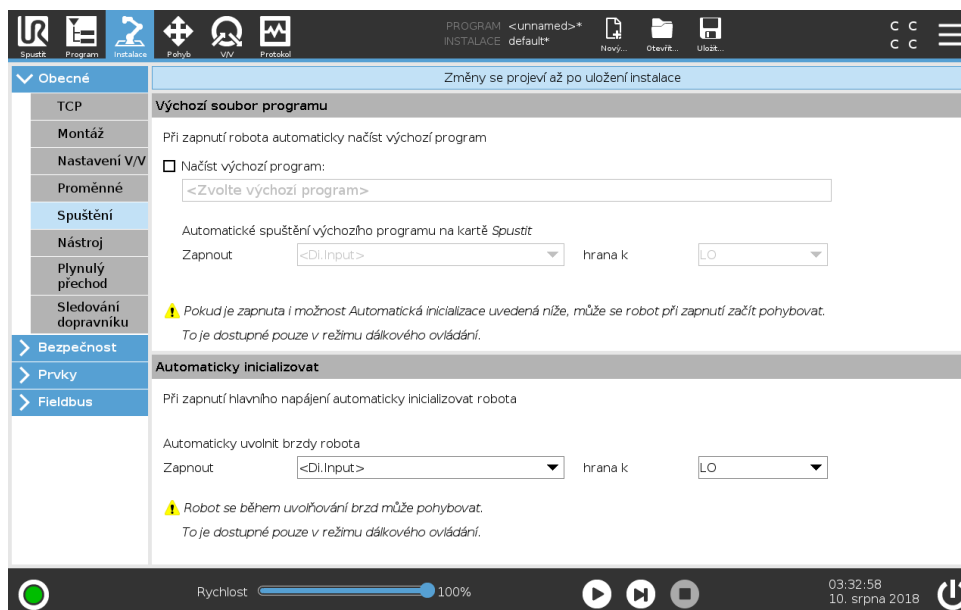 PROGRAM <unnamed>*
INSTALACE default*
C C
C C
Spustit Program Instalace Pohyb V/V Protokol Nový... Otevřít... Uložit...
Obecné
TCP
Montáž
Nastavení V/V
Proměnné
Spuštění
Nástroj
Plynulý
přechod
Sledování
dopravníku
Bezpečnost
Prvky
Fieldbus
Změny se projeví až po uložení instalace
Výchozí soubor programu
Při zapnutí robota automaticky načíst výchozí program
Načíst výchozí program:
<Zvolte výchozí program>
Automatické spuštění výchozího programu na kartě Spustit
Zapnout <Di.Input> hrana k LO
Pokud je zapnuta i možnost Automatická inicializace uvedená níže, může se robot při zapnutí začít pohybovat.
To je dostupné pouze v režimu dálkového ovládání.
Automaticky inicializovat
Při zapnutí hlavního napájení automaticky inicializovat robota
Automaticky uvolnit brzdy robota
Zapnout <Di.Input> hrana k LO
Robot se během uvolňování brzd může pohybovat.
To je dostupné pouze v režimu dálkového ovládání.
Rychlost 100%
03:32:58
10. srpna 2018